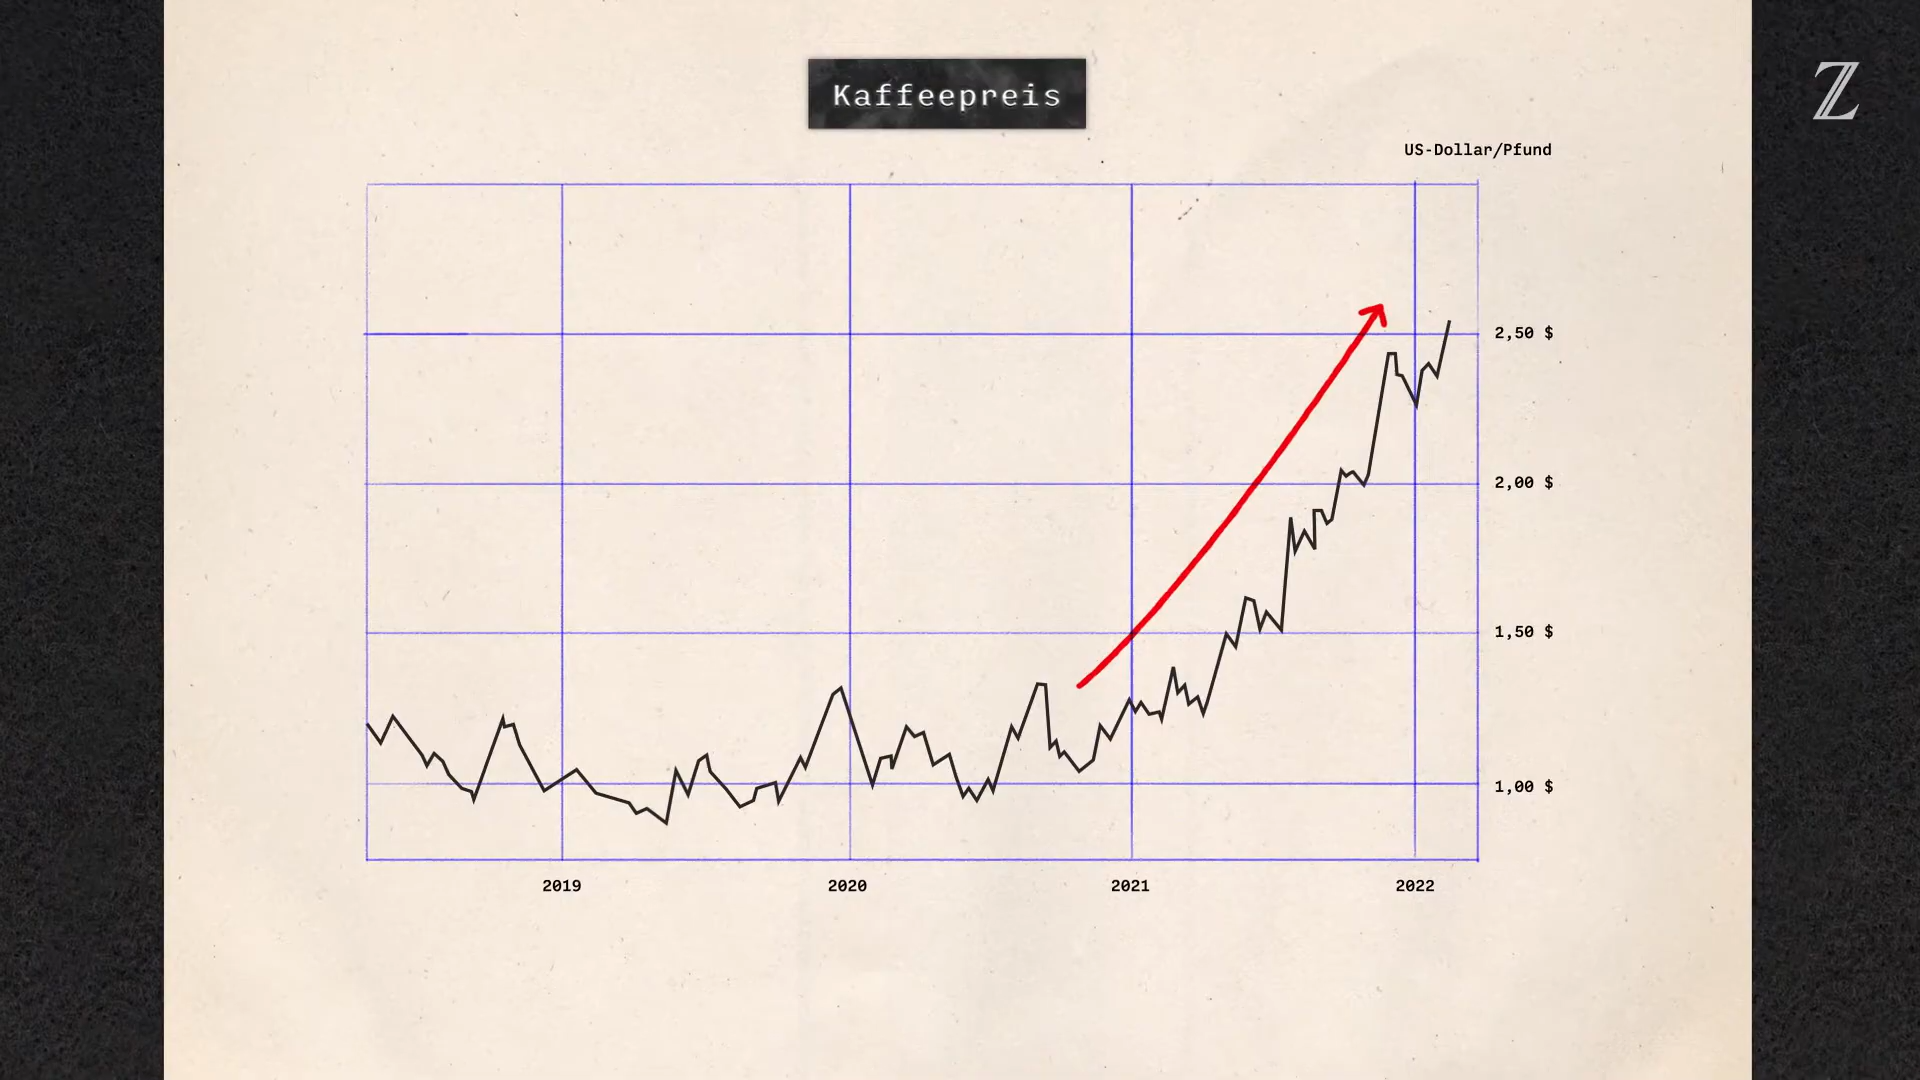 Kaffeepreis
Z
US-Dollar/Pfund
2,50 $
2,00 $
1,50 $
1,00 $
2019 2020 2021 2022